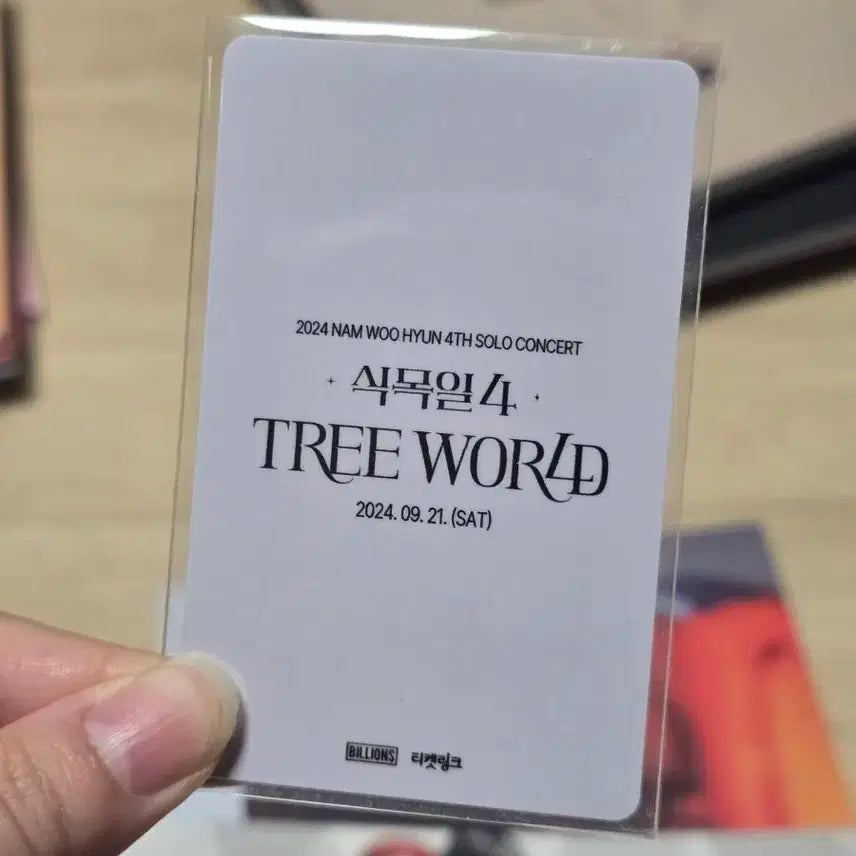 2024 NAM WOO HYUN 4TH SOLO CONCERT
식목일4
TREE WORLD
2024. 09. 21. (SAT)
BILLIONS 티켓링크